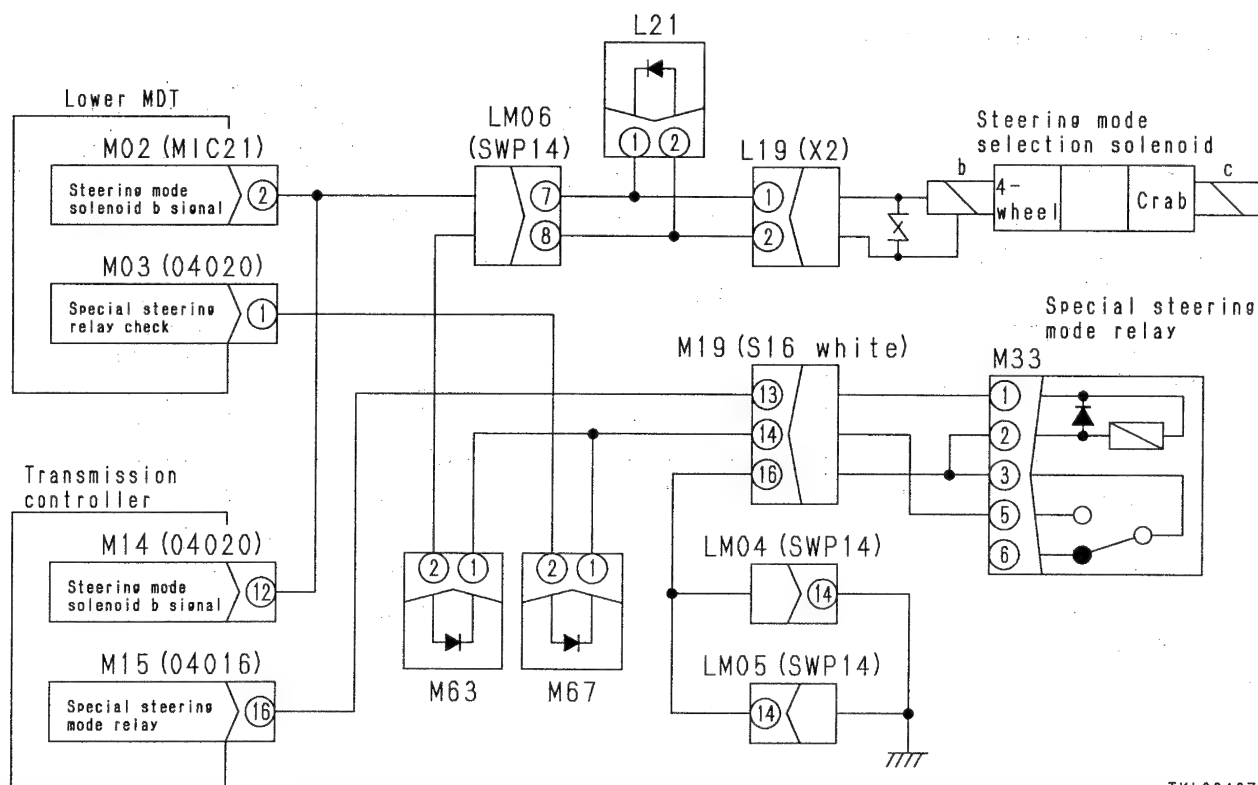 L21
Lower MDT
LM06
(SWP14)
M02 (MIC21)
Steering mode
solenoid b signal
2
7
8
1
2
L19 (X2)
1
2
Steering mode
selection solenoid
b
c
4-
wheel
Crab
M03 (04020)
Special steering
relay check
1
M19 (S16 white)
13
14
16
Special steering
mode relay
M33
1
2
3
5
6
Transmission
controller
M14 (04020)
Steering mode
solenoid b signal
12
M15 (04016)
Special steering
mode relay
16
2
1
M63
2
1
M67
LM04 (SWP14)
14
LM05 (SWP14)
14